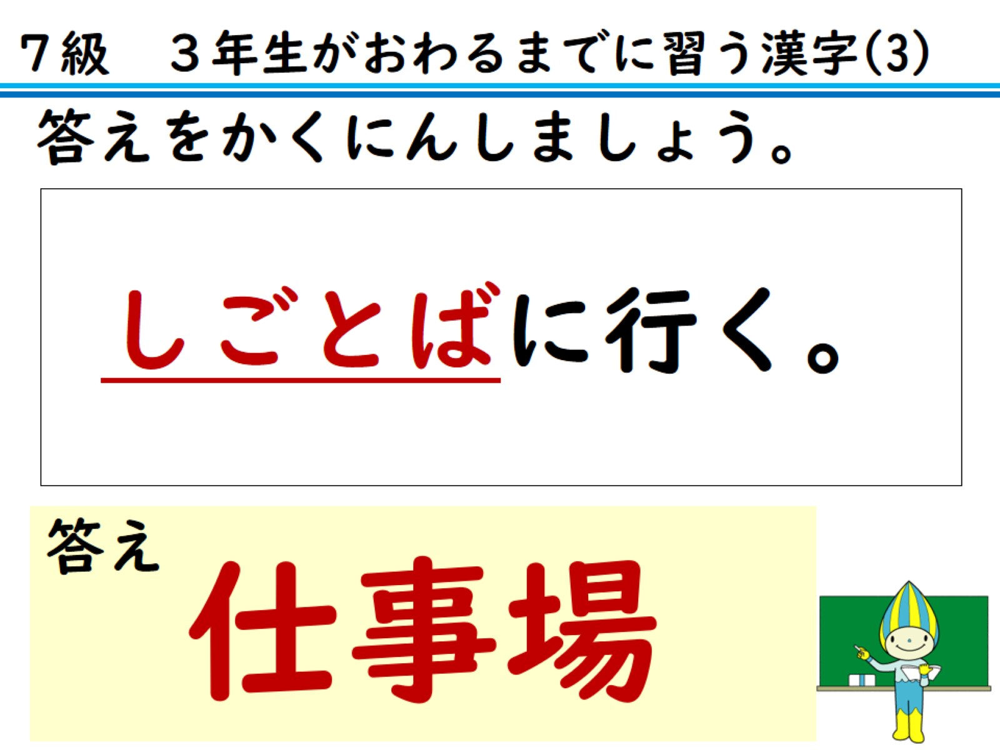 ７級　３年生がおわるまでに習う漢字(3)
答えをかくにんしましょう。
しごとばに行く。
答え
仕事場